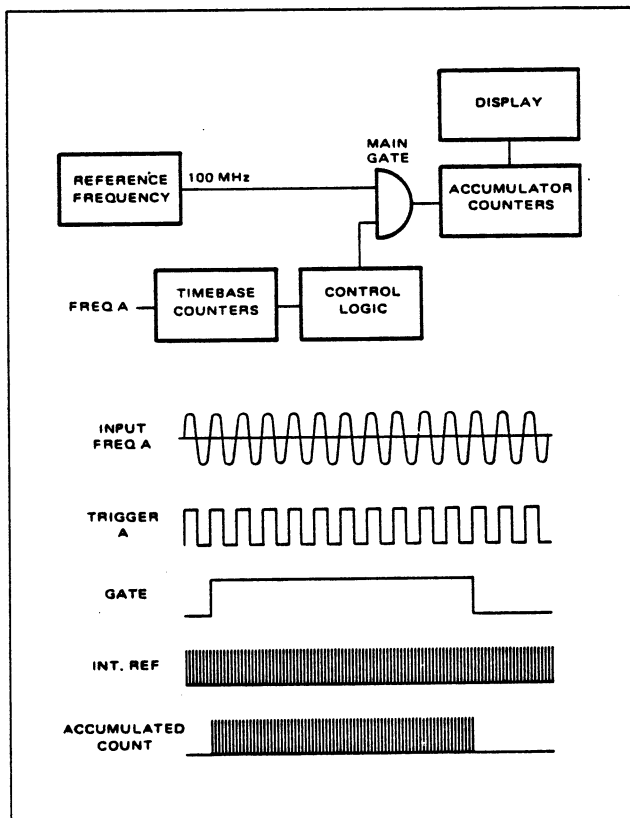 DISPLAY
MAIN
GATE
REFERENCE
FREQUENCY
100 MHz
ACCUMULATOR
COUNTERS
FREQ A
TIMEBASE
COUNTERS
CONTROL
LOGIC
INPUT
FREQ A
TRIGGER
A
GATE
INT. REF
ACCUMULATED
COUNT